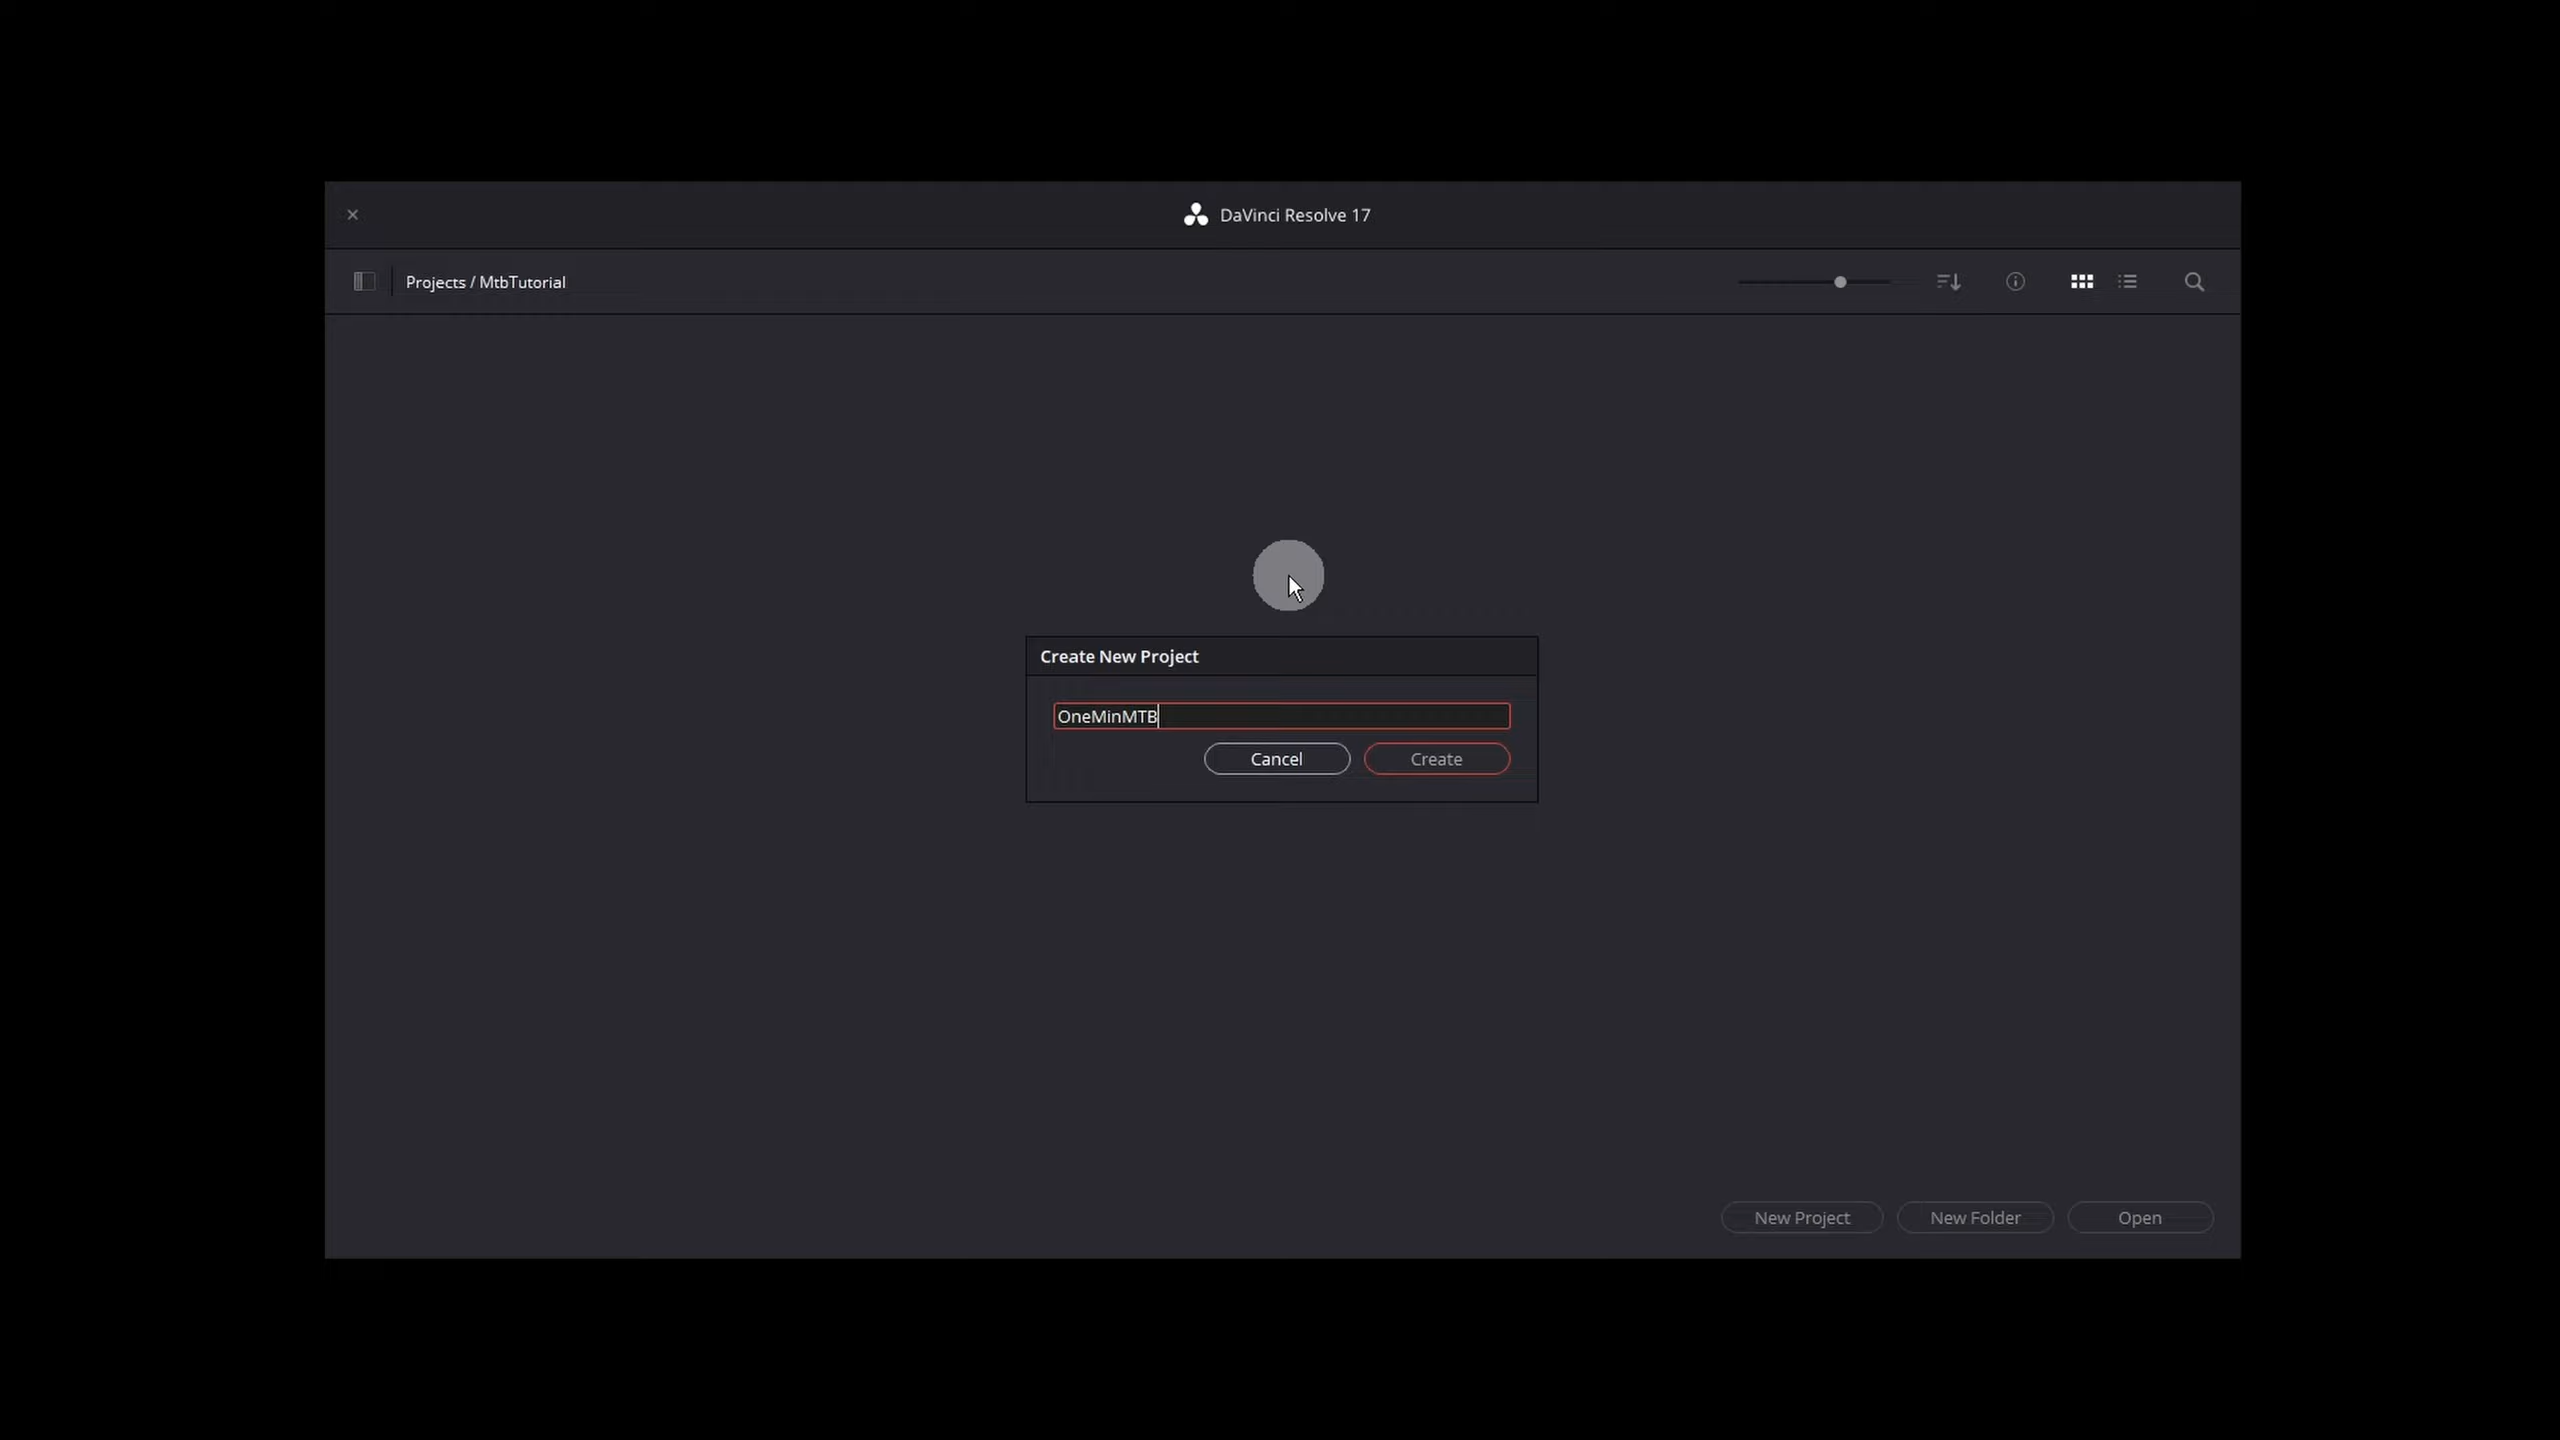 DaVinci Resolve 17
Projects / MtbTutorial
Create New Project
OneMinMTB
Cancel Create
New Project New Folder Open